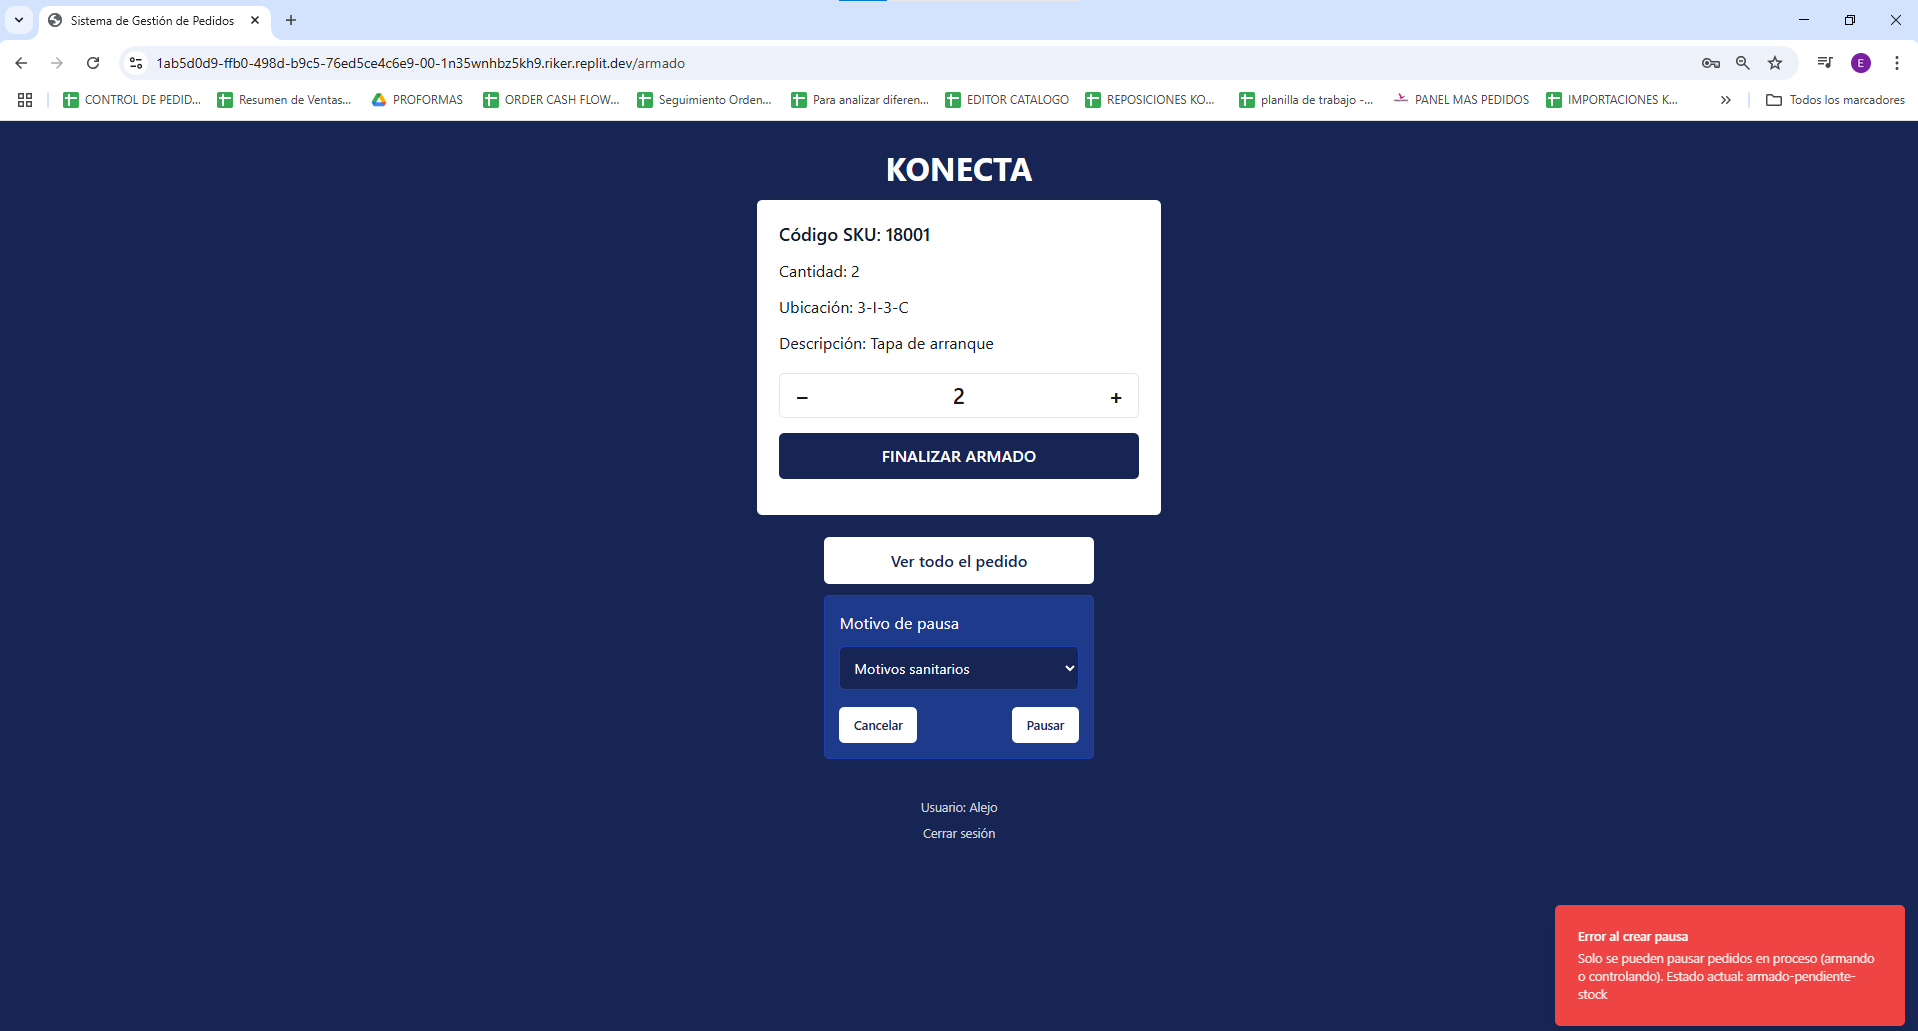 Sistema de Gestión de Pedidos
1ab5d0d9-ffb0-498d-b9c5-76ed5ce4c6e9-00-1n35wnhbz5kh9.riker.replit.dev/armado
E
CONTROL DE PEDID...
Resumen de Ventas...
PROFORMAS
ORDER CASH FLOW...
Seguimiento Orden...
Para analizar diferen...
EDITOR CATALOGO
REPOSICIONES KO...
planilla de trabajo -...
PANEL MAS PEDIDOS
IMPORTACIONES K...
Todos los marcadores
KONECTA
Código SKU: 18001
Cantidad: 2
Ubicación: 3-I-3-C
Descripción: Tapa de arranque
− 2 +
FINALIZAR ARMADO
Ver todo el pedido
Motivo de pausa
Motivos sanitarios
Cancelar
Pausar
Usuario: Alejo
Cerrar sesión
Error al crear pausa
Solo se pueden pausar pedidos en proceso (armando
o controlando). Estado actual: armado-pendiente-
stock